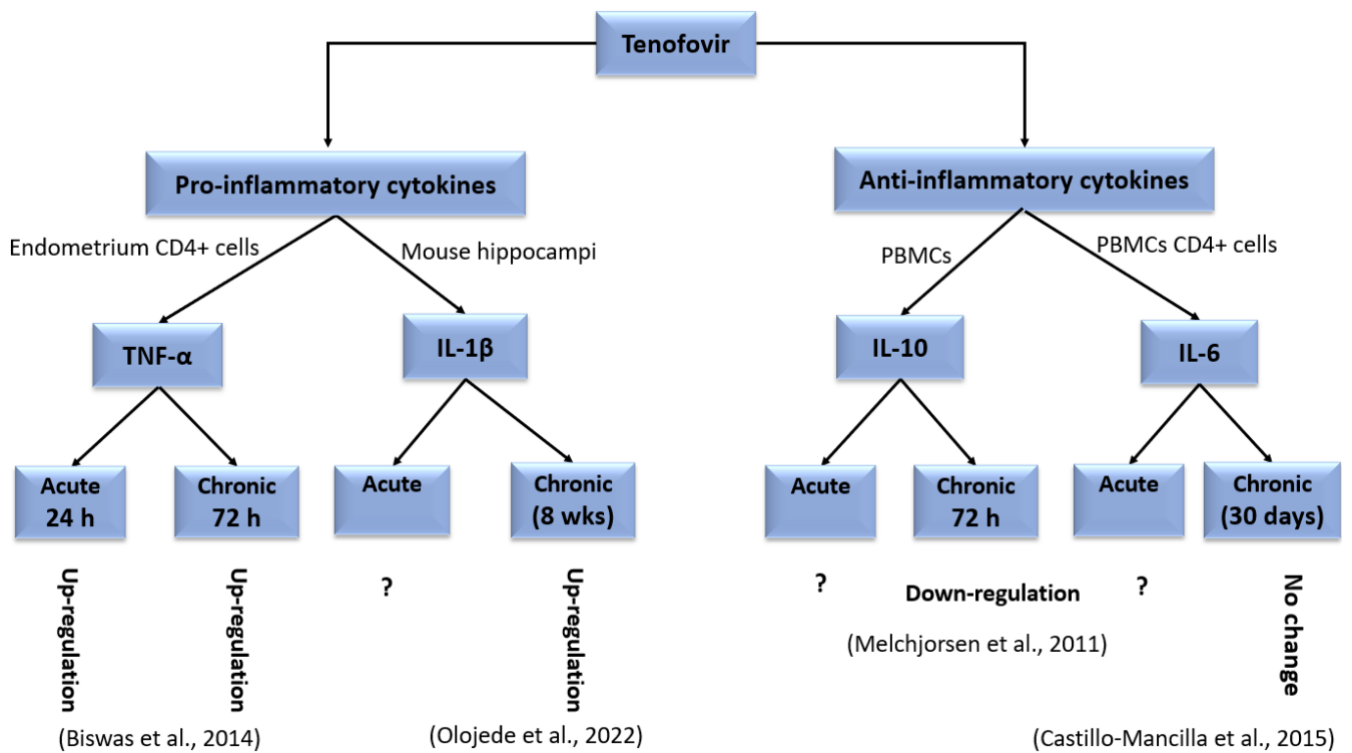 Tenofovir
Pro-inflammatory cytokines
Anti-inflammatory cytokines
Endometrium CD4+ cells
Mouse hippocampi
PBMCs
PBMCs CD4+ cells
TNF-α
IL-1β
IL-10
IL-6
Acute
24 h
Chronic
72 h
Acute
Chronic
(8 wks)
Acute
Chronic
72 h
Acute
Chronic
(30 days)
Up-regulation
Up-regulation
?
Up-regulation
?
Down-regulation
?
No change
(Biswas et al., 2014)
(Olojede et al., 2022)
(Melchjorsen et al., 2011)
(Castillo-Mancilla et al., 2015)